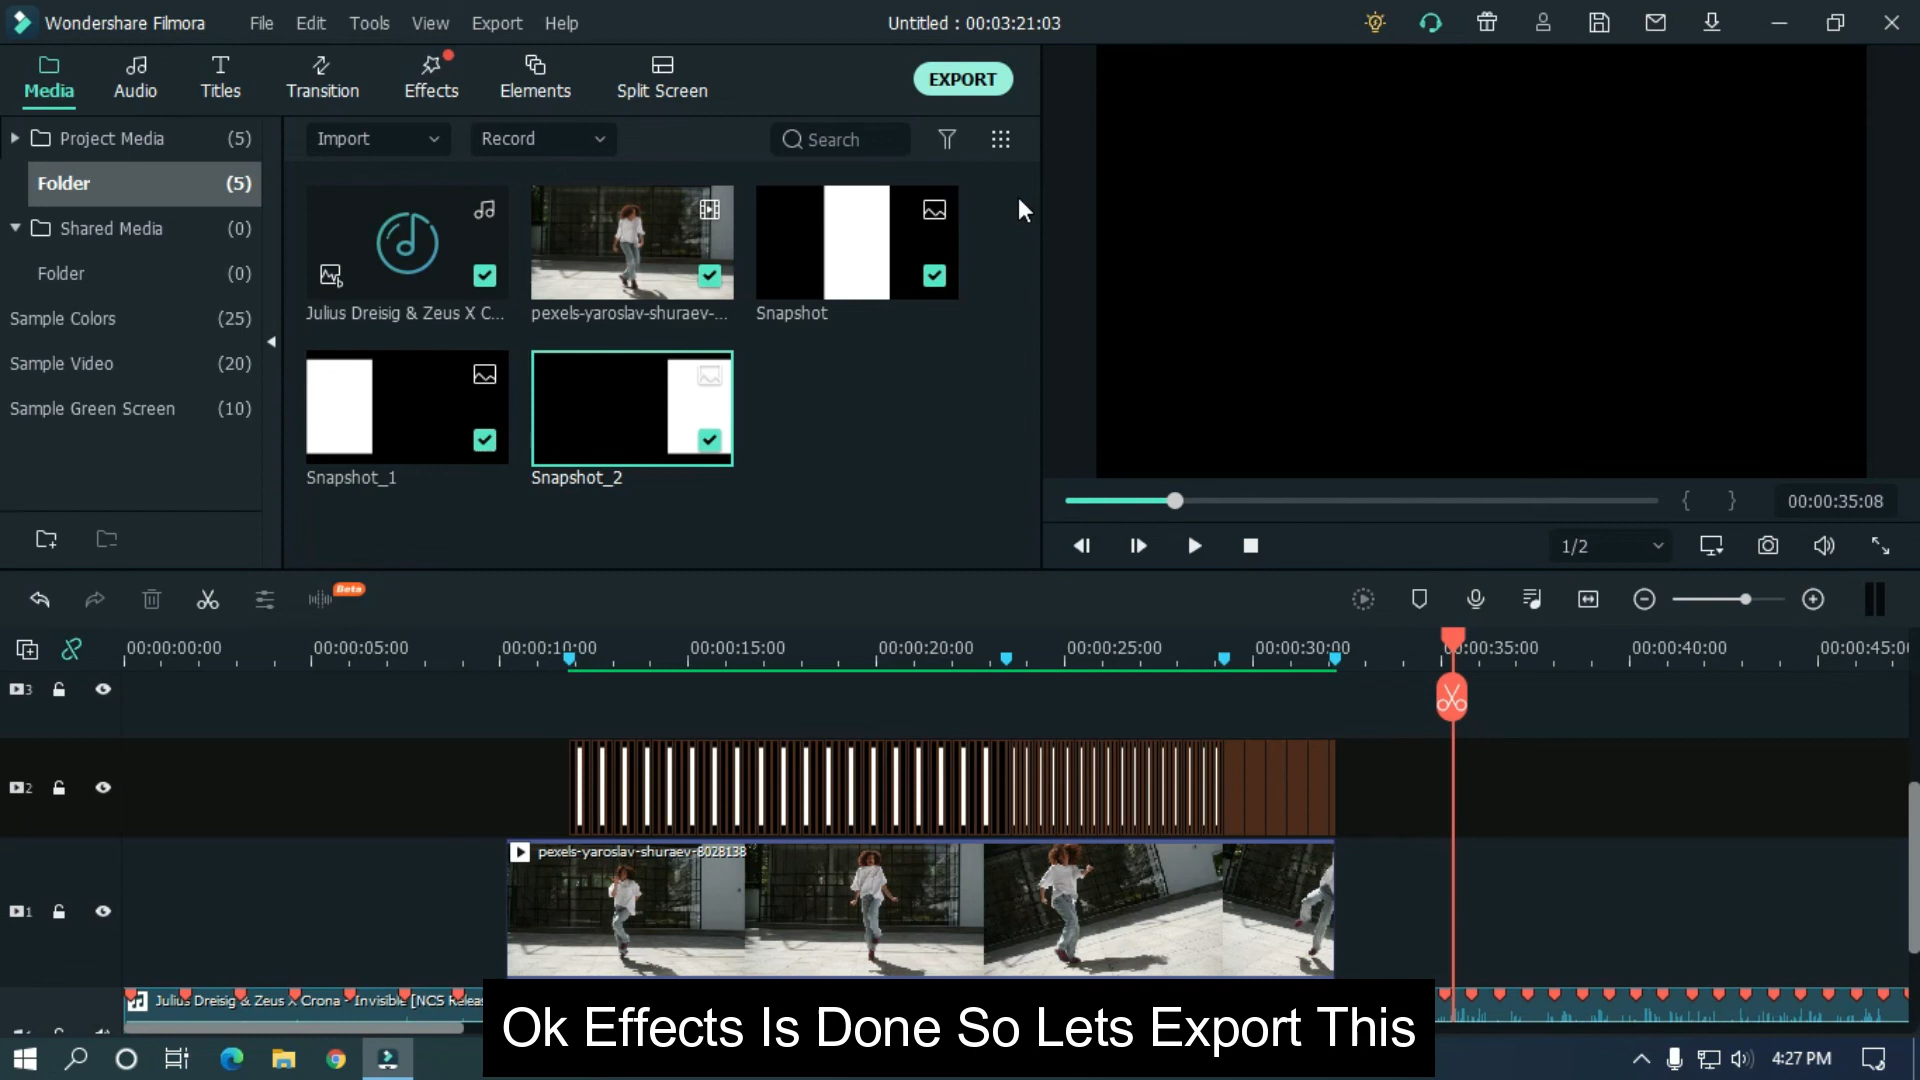 Wondershare Filmora
File
Edit
Tools
View
Export
Help
Untitled : 00:03:21:03
Media
Audio
Titles
Transition
Effects
Elements
Split Screen
EXPORT
Project Media (5)
Folder (5)
Shared Media (0)
Folder (0)
Sample Colors (25)
Sample Video (20)
Sample Green Screen (10)
Import
Record
Search
Julius Dreisig & Zeus X C...
pexels-yaroslav-shuraev-...
Snapshot
Snapshot_1
Snapshot_2
00:00:35:08
1/2
Beta
00:00:00:00
00:00:05:00
00:00:10:00
00:00:15:00
00:00:20:00
00:00:25:00
00:00:30:00
00:00:35:00
00:00:40:00
00:00:45:0
3
2
pexels-yaroslav-shuraev-8028138
1
Julius Dreisig & Zeus X Crona - Invisible [NCS Relea
Ok Effects Is Done So Lets Export This
4:27 PM